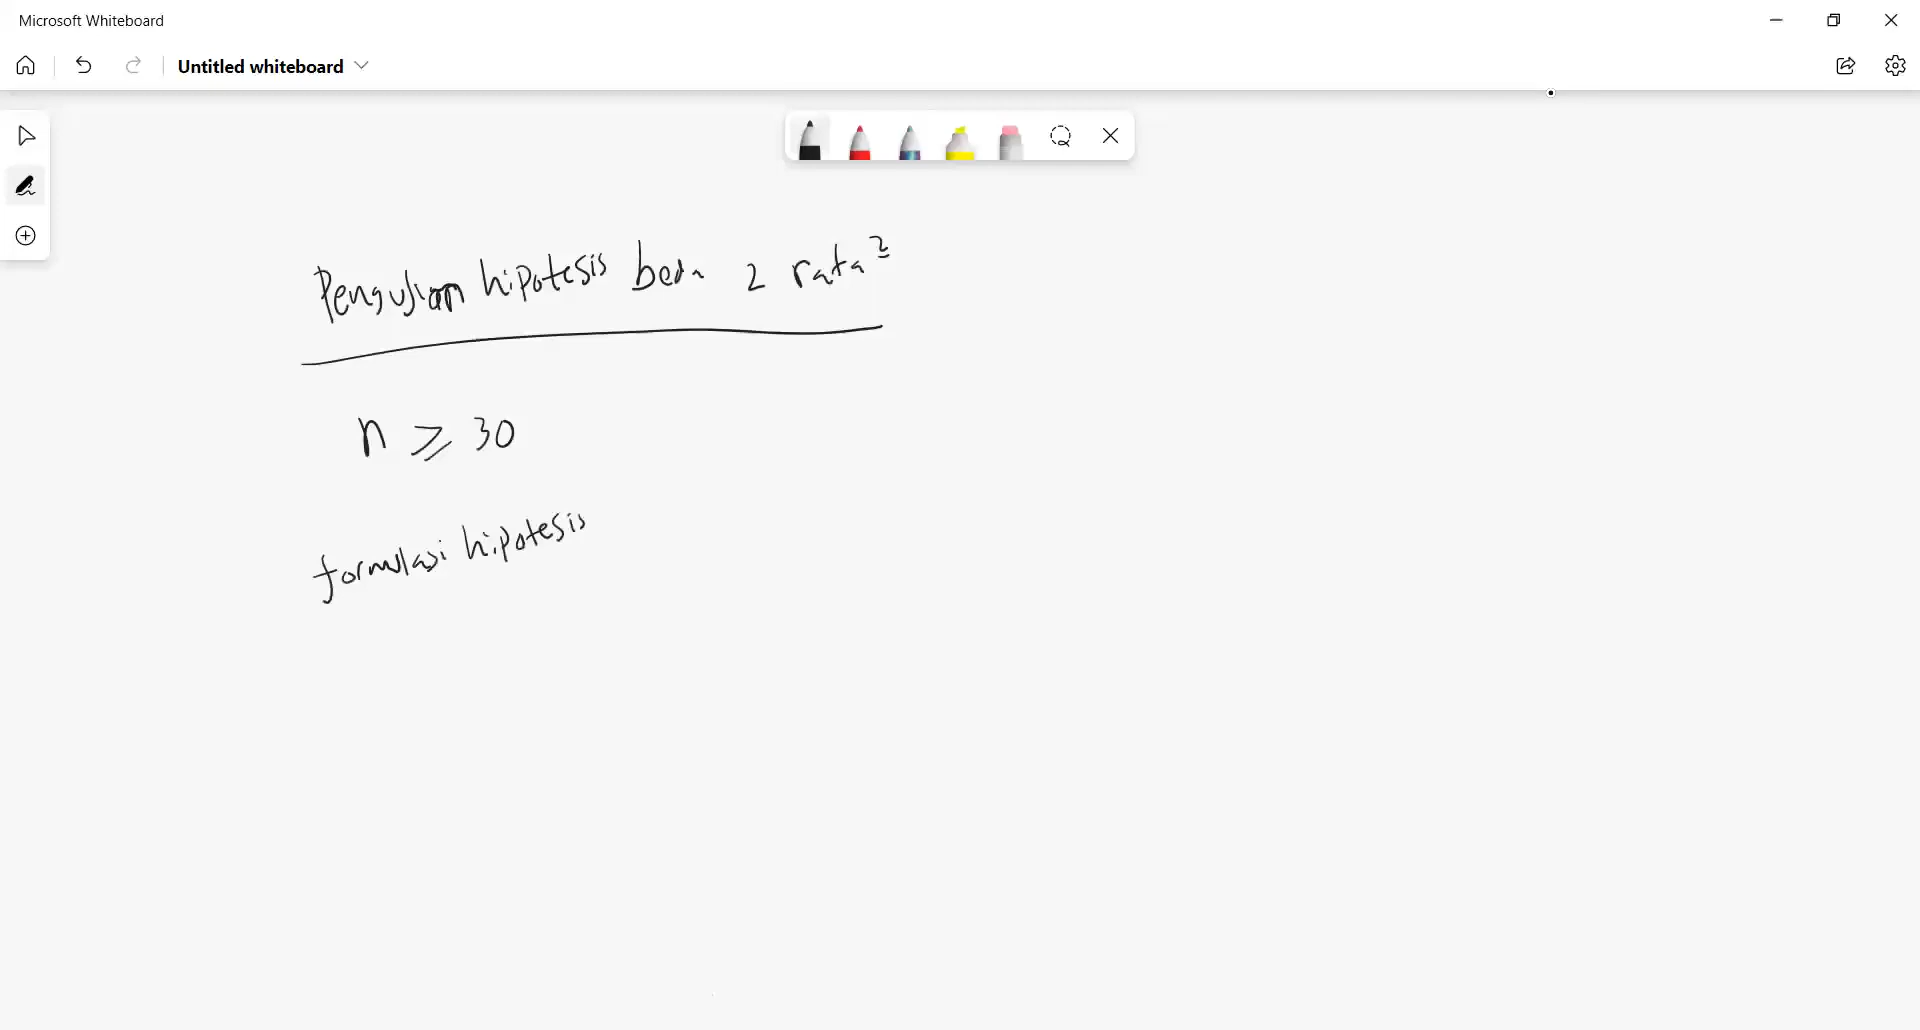 Microsoft Whiteboard
Untitled whiteboard
Pengujian hipotesis beda 2 rata²
n ≥ 30
formulasi hipotesis